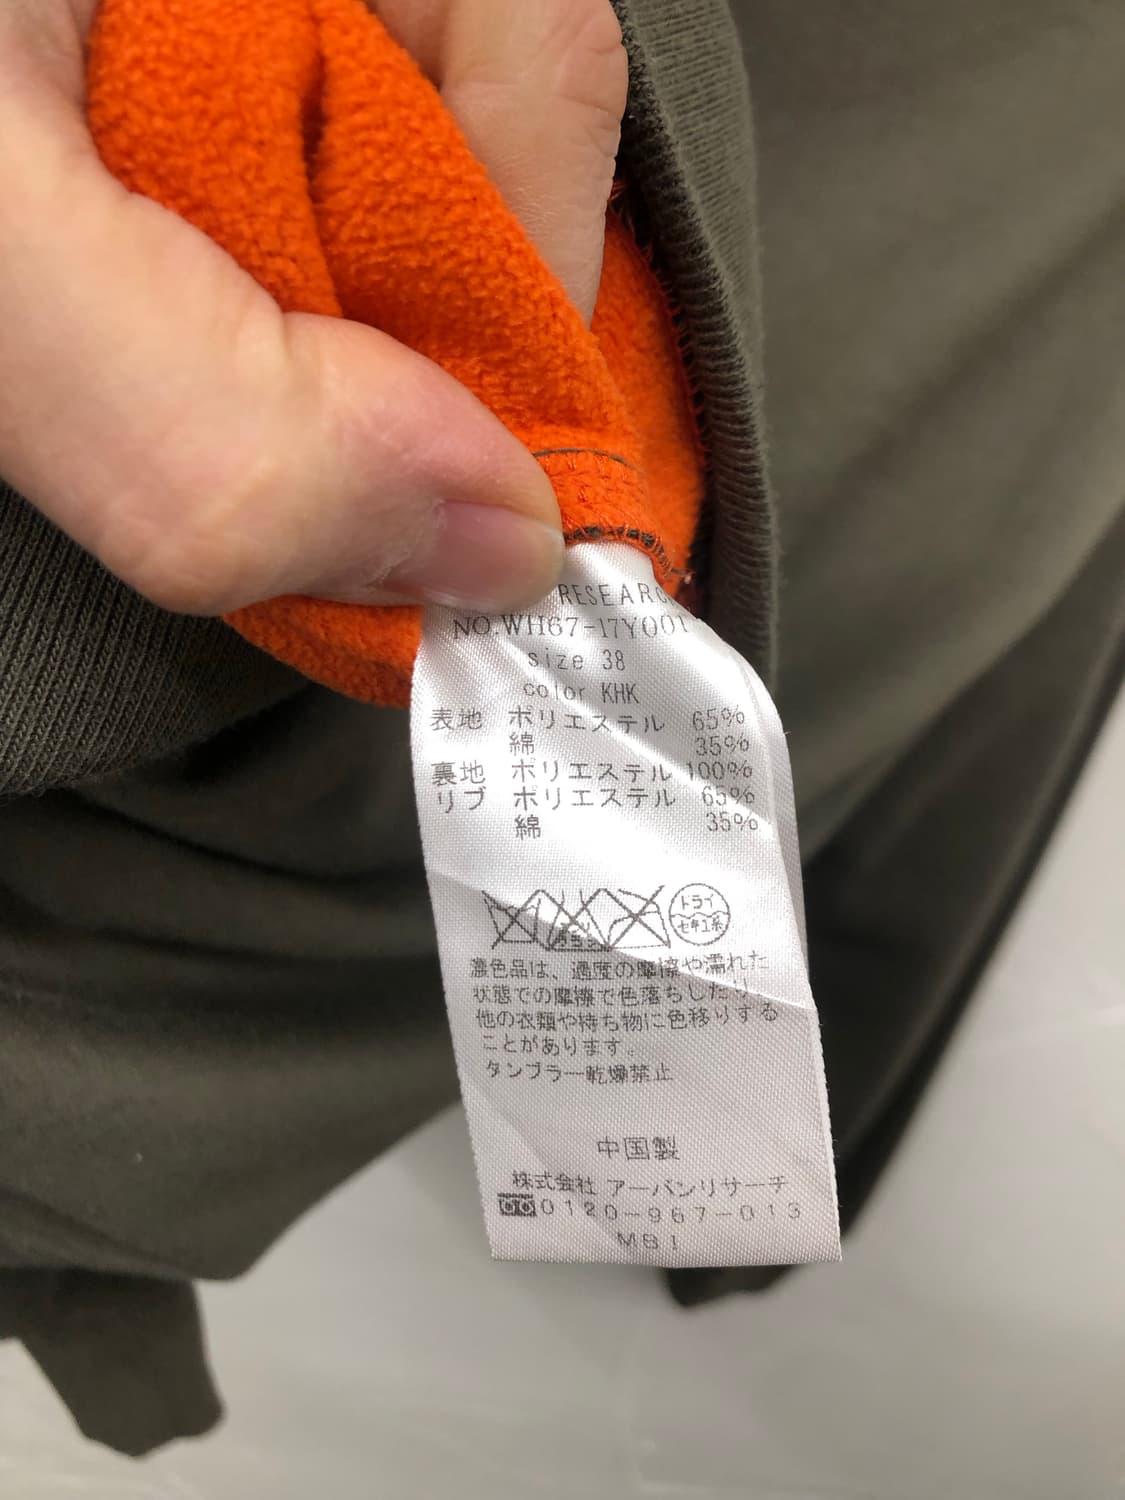 RESEARC
NO.WH67-17Y001
size 38
color KHK
表地 ポリエステル 65%
綿 35%
裏地 ポリエステル 100%
リブ ポリエステル 65%
綿 35%
ドライ
セキユ系
濃色品は、過度の摩擦や濡れた
状態での摩擦で色落ちしたり、
他の衣類や持ち物に色移りする
ことがあります。
タンブラー乾燥禁止
中国製
株式会社 アーバンリサーチ
0120-967-013
MBI